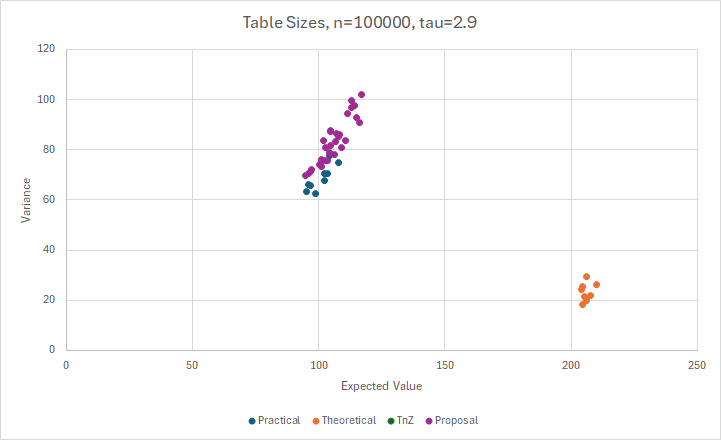 Table Sizes, n=100000, tau=2.9
120
100
80
60
40
20
0
Variance
0 50 100 150 200 250
Expected Value
Practical Theoretical TnZ Proposal